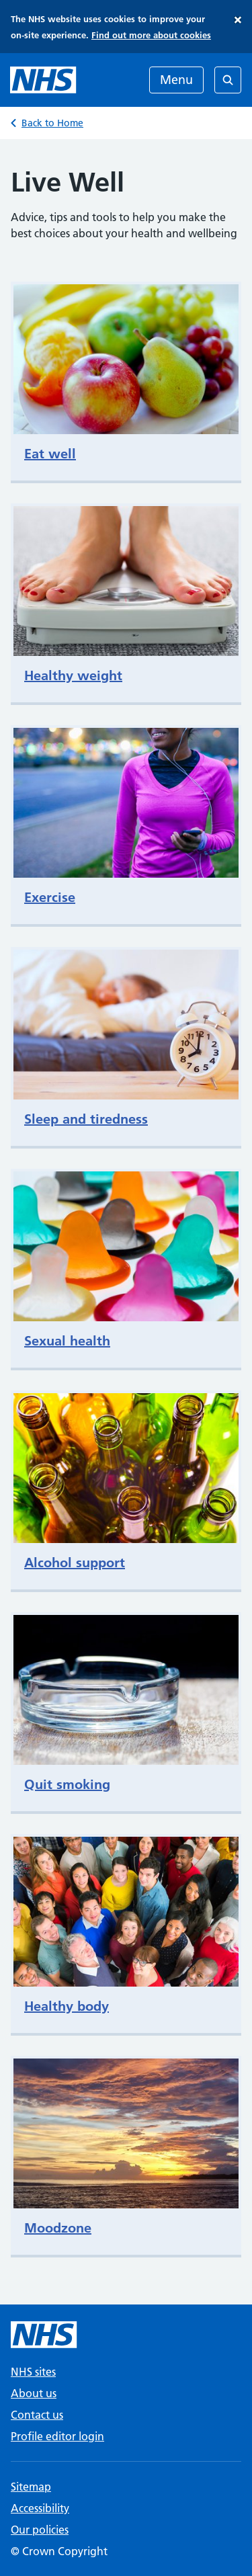 The NHS website uses cookies to improve your
on-site experience. Find out more about cookies
×
NHS
Menu
Back to Home
Live Well
Advice, tips and tools to help you make the
best choices about your health and wellbeing
Eat well
Healthy weight
Exercise
Sleep and tiredness
Sexual health
Alcohol support
Quit smoking
Healthy body
Moodzone
NHS
NHS sites
About us
Contact us
Profile editor login
Sitemap
Accessibility
Our policies
© Crown Copyright